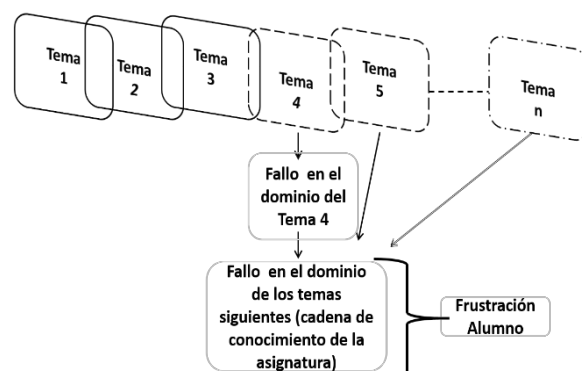 Tema
1
Tema
2
Tema
3
Tema
4
Tema
5
Tema
n
Fallo en el
dominio del
Tema 4
Fallo en el dominio
de los temas
siguientes (cadena de
conocimiento de la
asignatura)
Frustración
Alumno